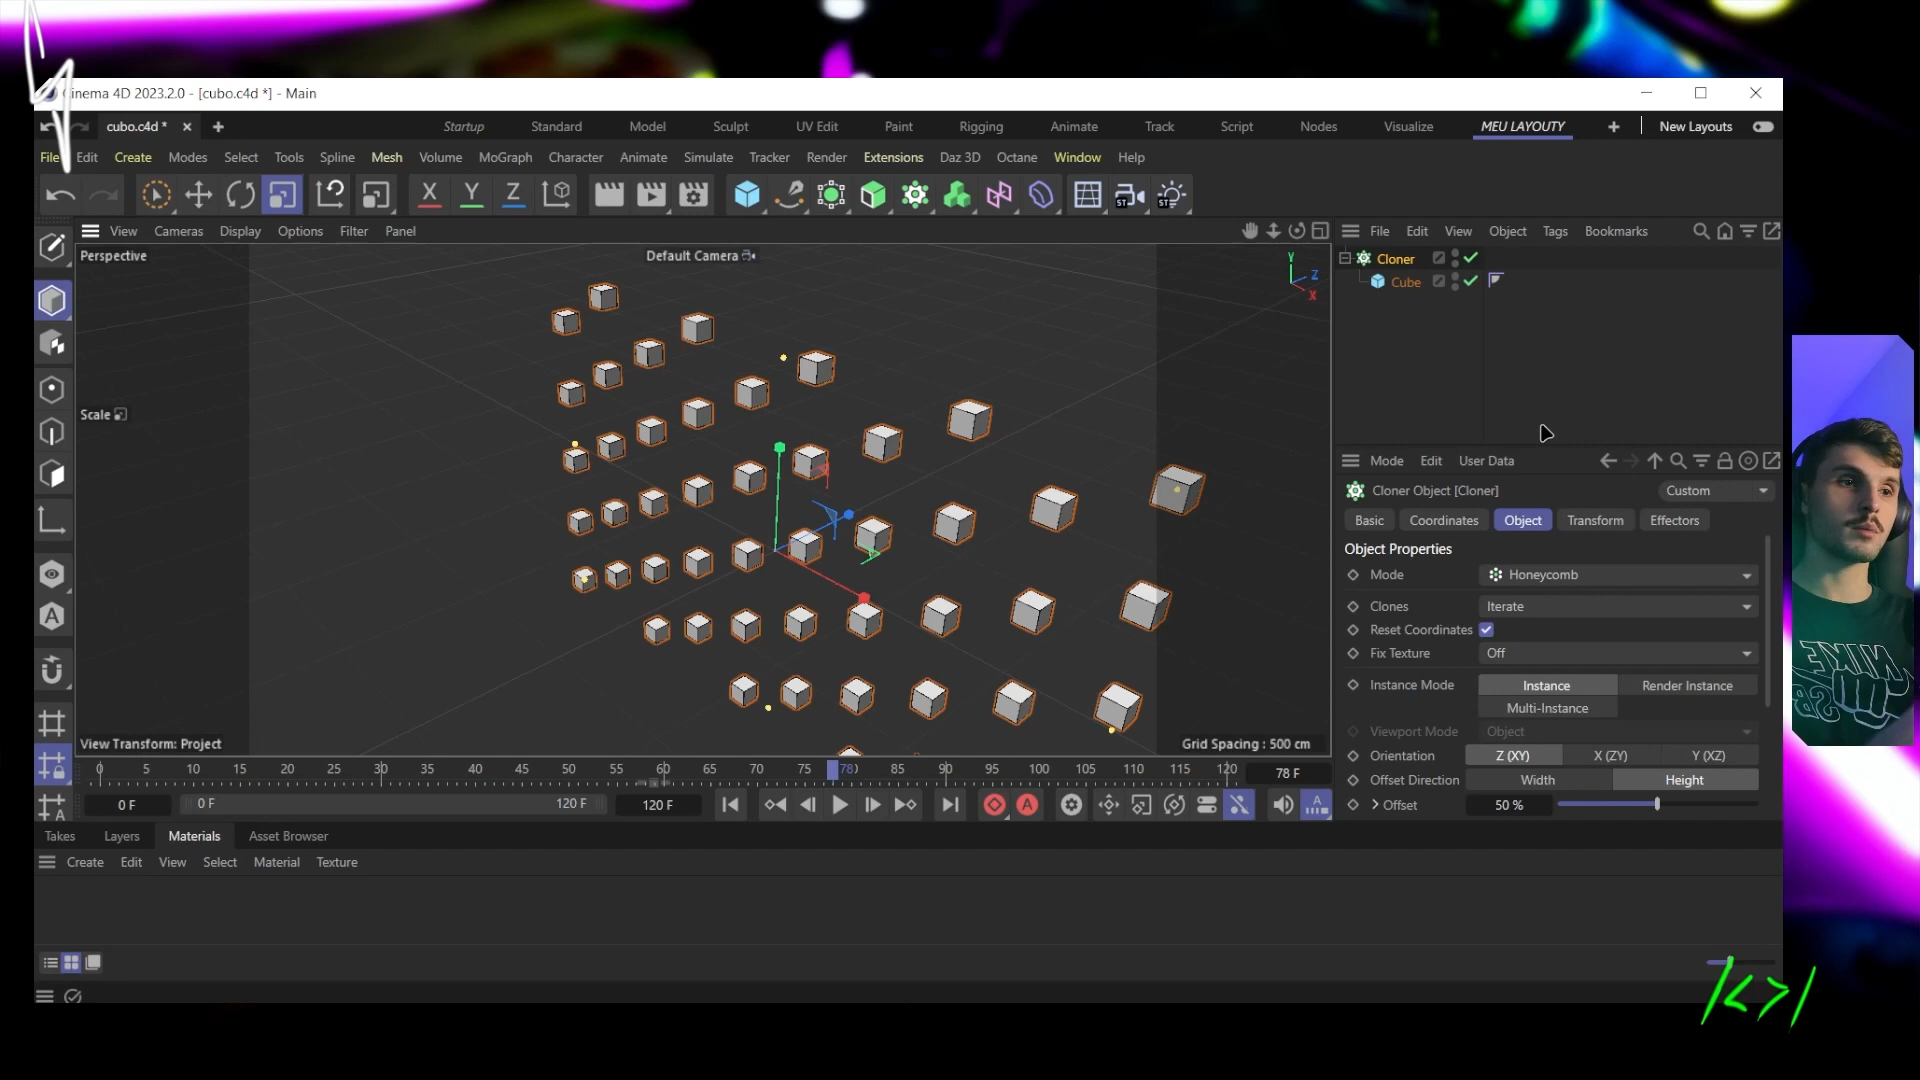 Cinema 4D 2023.2.0 - [cubo.c4d *] - Main
cubo.c4d * Startup Standard Model Sculpt UV Edit Paint Rigging Animate Track Script Nodes Visualize MEU LAYOUTY New Layouts
File Edit Create Modes Select Tools Spline Mesh Volume MoGraph Character Animate Simulate Tracker Render Extensions Daz 3D Octane Window Help
X Y Z ST ST
View Cameras Display Options Filter Panel
File Edit View Object Tags Bookmarks
Perspective Default Camera
Y Z X
Cloner
Cube
Scale
Mode Edit User Data
Cloner Object [Cloner] Custom
Basic Coordinates Object Transform Effectors
Object Properties
Mode Honeycomb
Clones Iterate
Reset Coordinates
Fix Texture Off
Instance Mode Instance Render Instance
Multi-Instance
Viewport Mode Object
Orientation Z (XY) X (ZY) Y (XZ)
Offset Direction Width Height
Offset 50 %
View Transform: Project Grid Spacing : 500 cm
0 5 10 15 20 25 30 35 40 45 50 55 60 65 70 75 78 85 90 95 100 105 110 115 120 78 F
0 F 0 F 120 F 120 F
Takes Layers Materials Asset Browser
Create Edit View Select Material Texture
NIKE